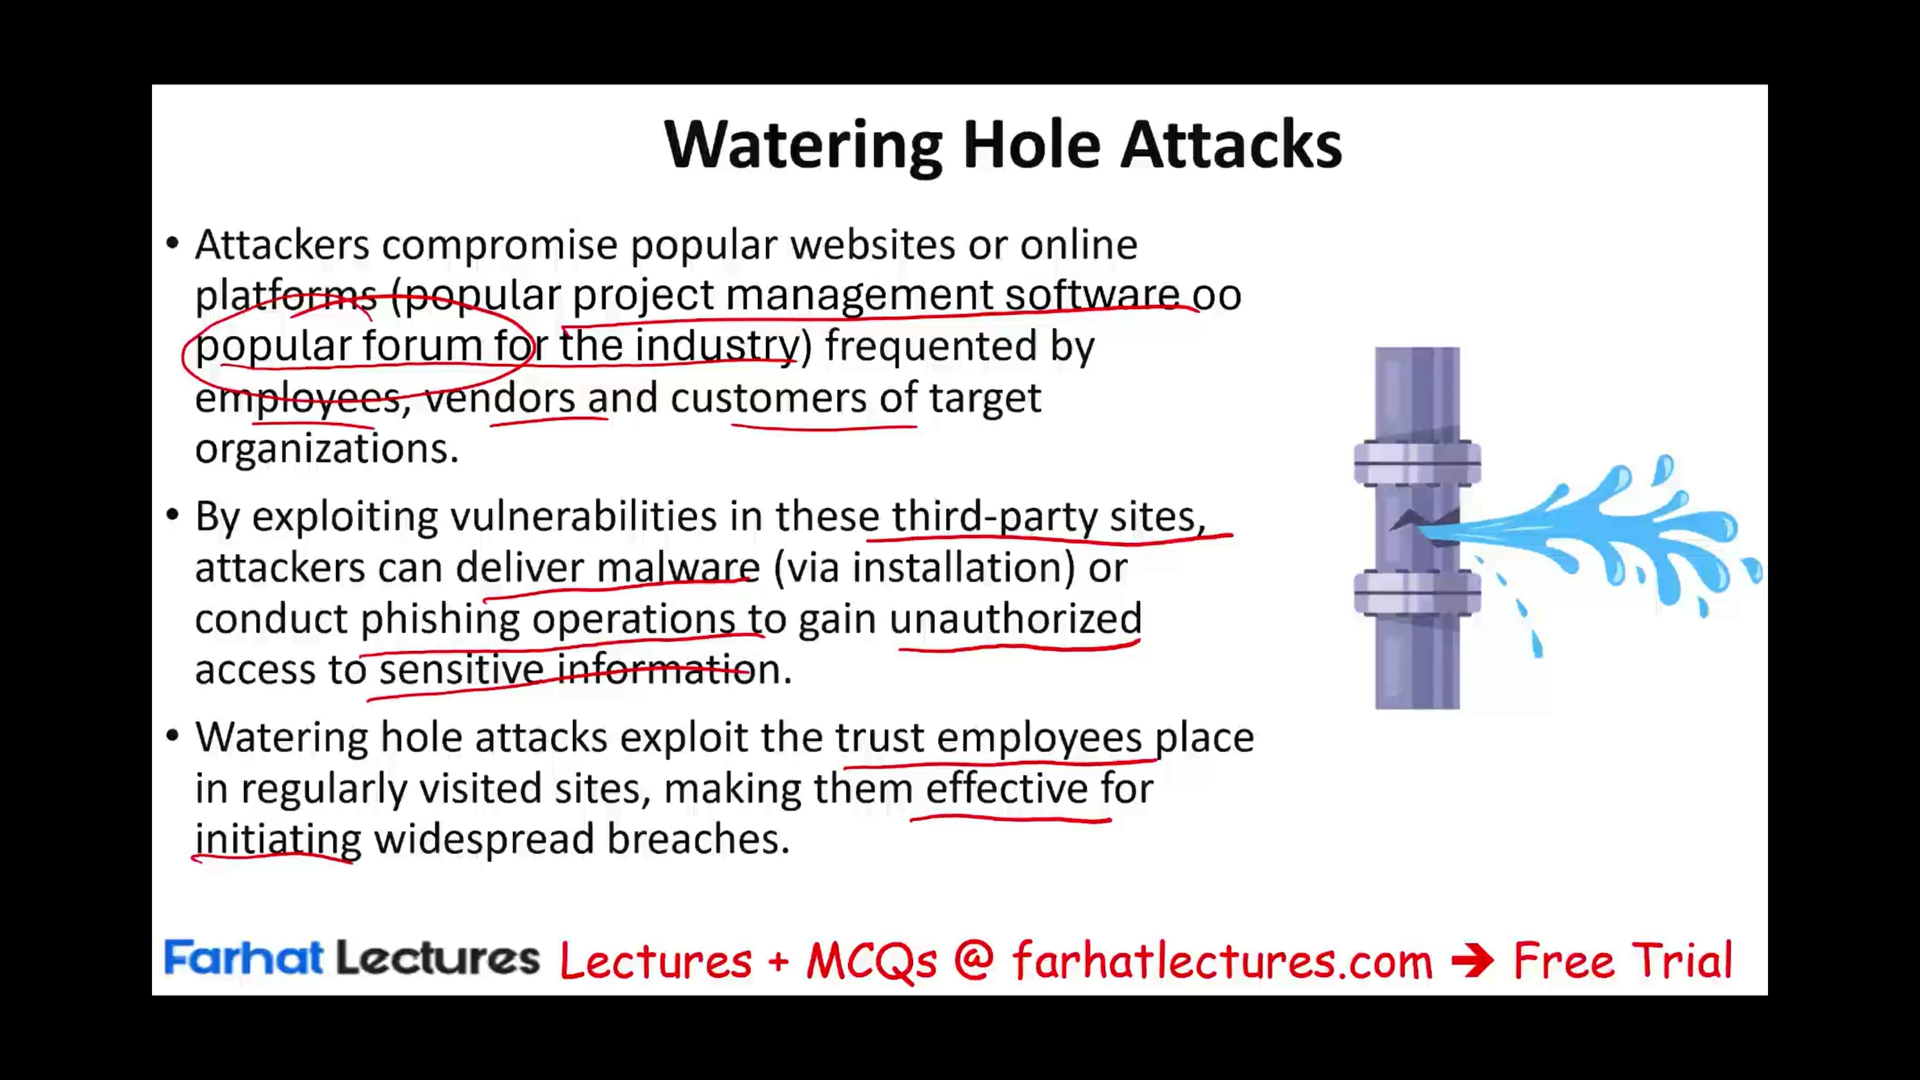 Watering Hole Attacks
• Attackers compromise popular websites or online
platforms (popular project management software oo
popular forum for the industry) frequented by
employees, vendors and customers of target
organizations.
• By exploiting vulnerabilities in these third-party sites,
attackers can deliver malware (via installation) or
conduct phishing operations to gain unauthorized
access to sensitive information.
• Watering hole attacks exploit the trust employees place
in regularly visited sites, making them effective for
initiating widespread breaches.
Farhat Lectures Lectures + MCQs @ farhatlectures.com → Free Trial